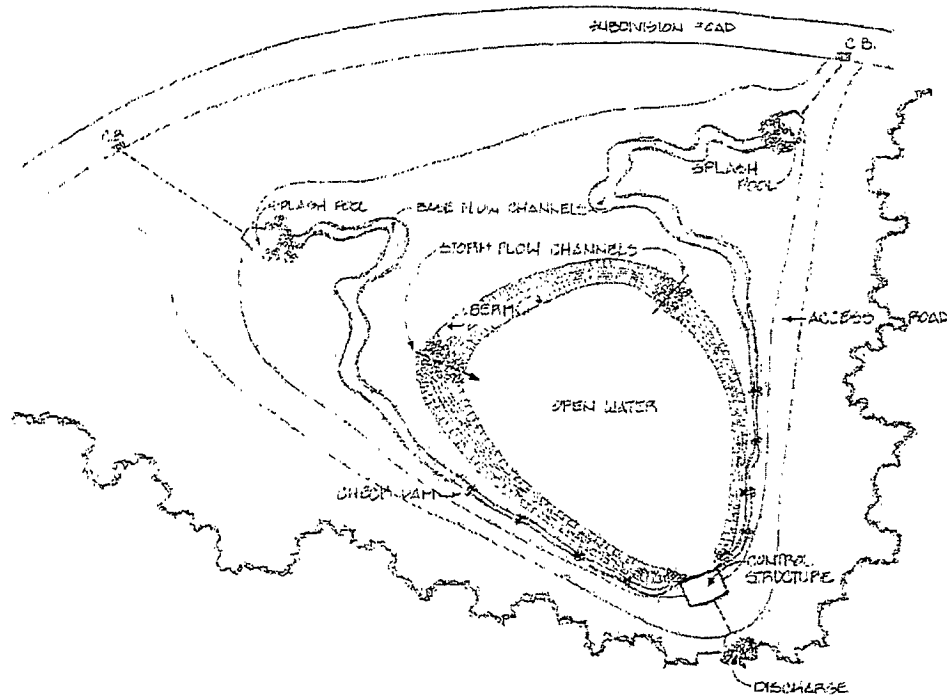 SUBDIVISION ROAD
C.B.
C.B.
SPLASH
POOL
SPLASH POOL
BASE FLOW CHANNELS
STORM FLOW CHANNELS
BERM
ACCESS ROAD
OPEN WATER
CHECK DAM
CONTROL
STRUCTURE
DISCHARGE